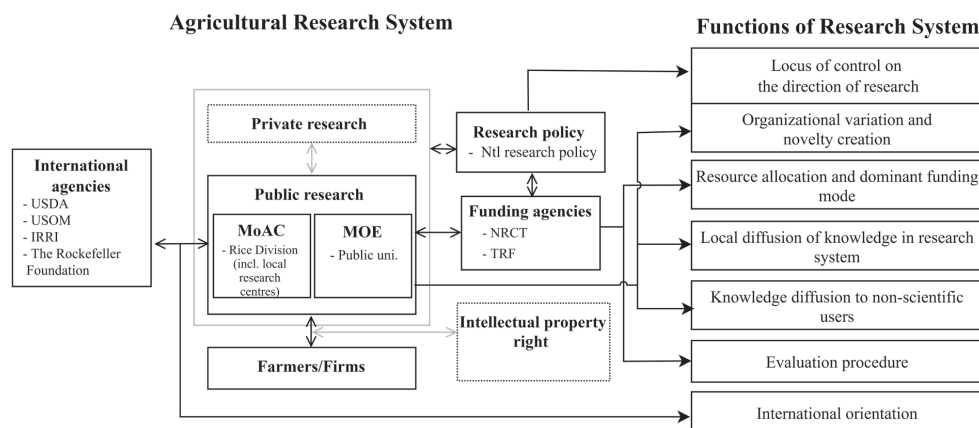 Agricultural Research System
Functions of Research System
International
agencies
- USDA
- USOM
- IRRI
- The Rockefeller
Foundation
Private research
Public research
MoAC
- Rice Division
(incl. local
research
centres)
MOE
- Public uni.
Farmers/Firms
Research policy
- Ntl research policy
Funding agencies
- NRCT
- TRF
Intellectual property
right
Locus of control on
the direction of research
Organizational variation and
novelty creation
Resource allocation and dominant funding
mode
Local diffusion of knowledge in research
system
Knowledge diffusion to non-scientific
users
Evaluation procedure
International orientation